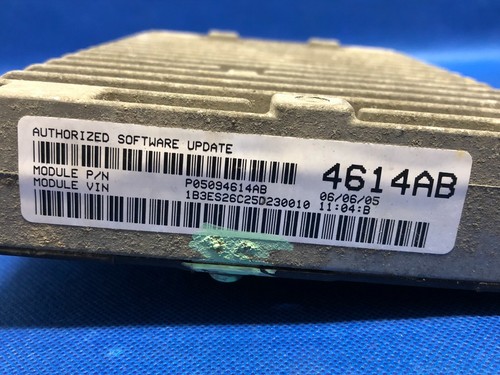 AUTHORIZED SOFTWARE UPDATE
MODULE P/N P05094614AB 4614AB
MODULE VIN 1B3ES26C25D230010 06/06/05
11:04:B